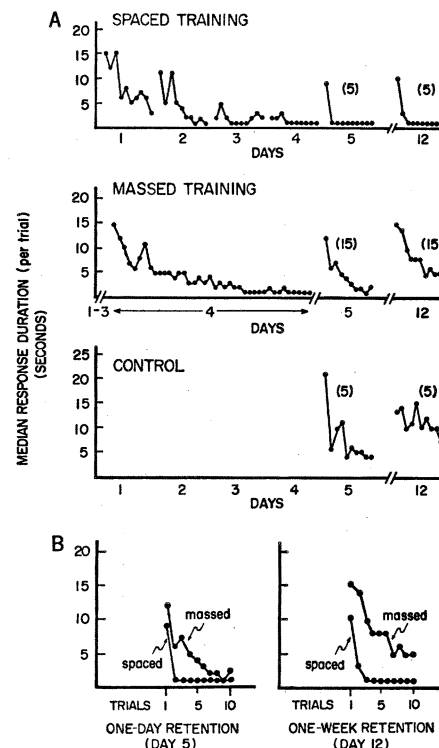 A
SPACED TRAINING
20
15
10
5
(5)
(5)
1 2 3 4 5 12
DAYS DAYS
MASSED TRAINING
20
15
10
5
(15)
(15)
1-3 4 5 12
DAYS DAYS
CONTROL
25
20
15
10
5
(5)
(5)
1 2 3 4 5 12
DAYS DAYS
MEDIAN RESPONSE DURATION (per trial)
(SECONDS)
B
20
15
10
5
massed
spaced
massed
spaced
TRIALS 1 5 10
TRIALS 1 5 10
ONE-DAY RETENTION
(DAY 5)
ONE-WEEK RETENTION
(DAY 12)